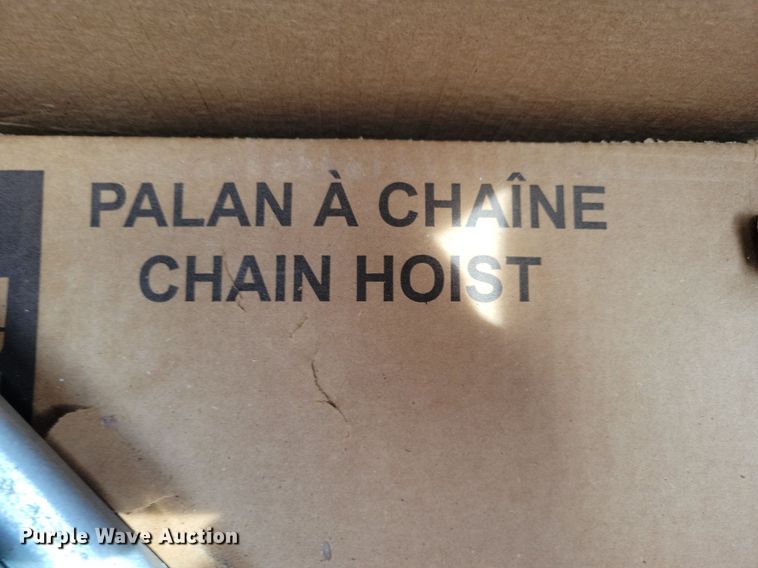 PALAN À CHAÎNE
CHAIN HOIST
Purple Wave Auction